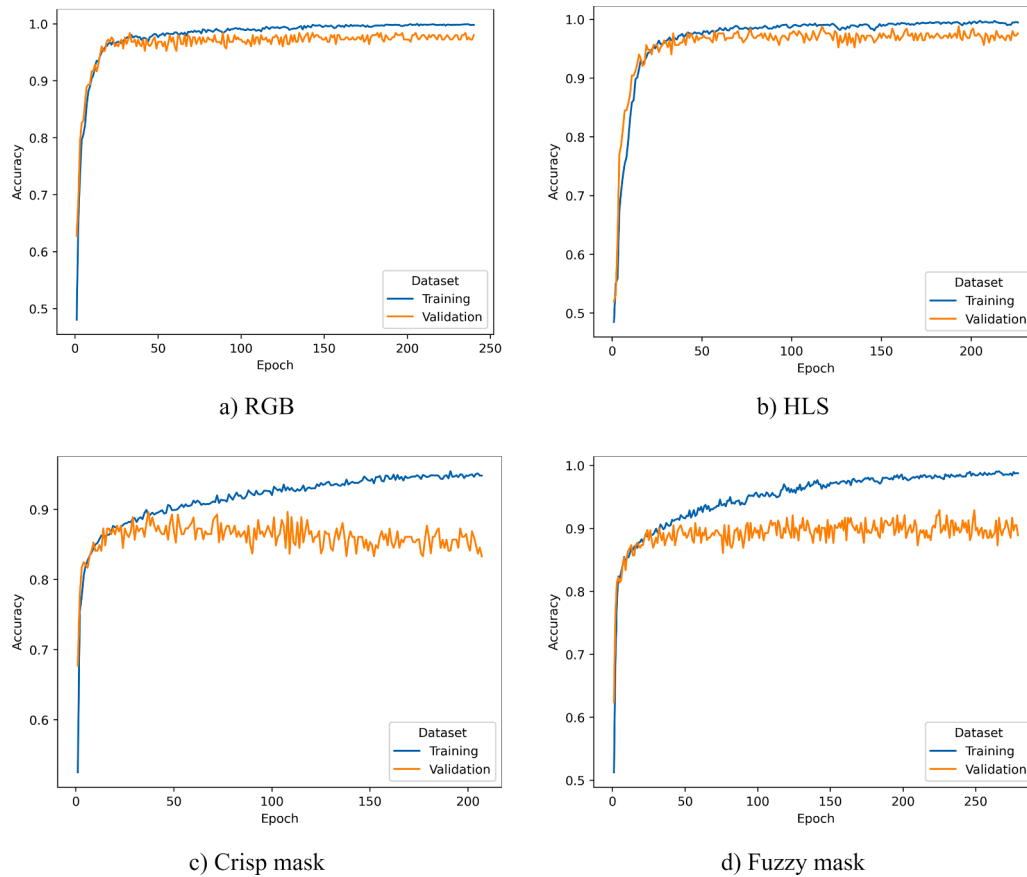 1.0
0.9
0.8
0.7
0.6
0.5
Accuracy
0 50 100 150 200 250
Epoch
Dataset
Training
Validation
a) RGB
1.0
0.9
0.8
0.7
0.6
0.5
Accuracy
0 50 100 150 200
Epoch
Dataset
Training
Validation
b) HLS
0.9
0.8
0.7
0.6
Accuracy
0 50 100 150 200
Epoch
Dataset
Training
Validation
c) Crisp mask
1.0
0.9
0.8
0.7
0.6
0.5
Accuracy
0 50 100 150 200 250
Epoch
Dataset
Training
Validation
d) Fuzzy mask